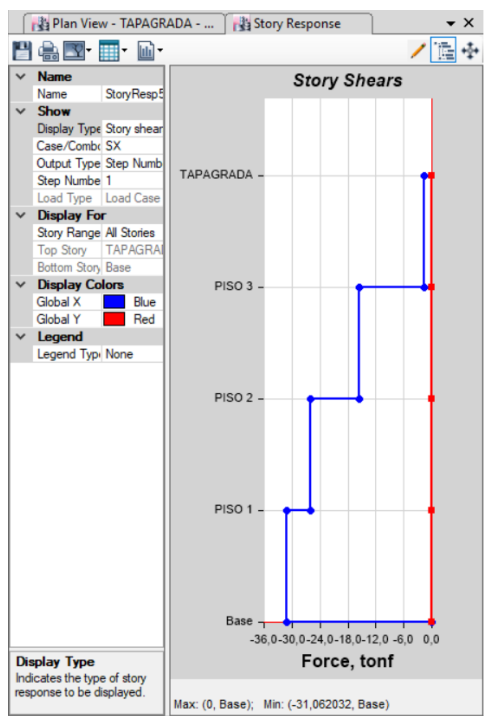 Plan View - TAPAGRADA - ...
Story Response
Name
Name StoryResp5
Show
Display Type Story shear
Case/Combo SX
Output Type Step Numb
Step Numbe 1
Load Type Load Case
Display For
Story Range All Stories
Top Story TAPAGRAI
Bottom Story Base
Display Colors
Global X Blue
Global Y Red
Legend
Legend Type None
Display Type
Indicates the type of story
response to be displayed.
Story Shears
TAPAGRADA
PISO 3
PISO 2
PISO 1
Base
-36,0 -30,0 -24,0 -18,0 -12,0 -6,0 0,0
Force, tonf
Max: (0, Base); Min: (-31,062032, Base)